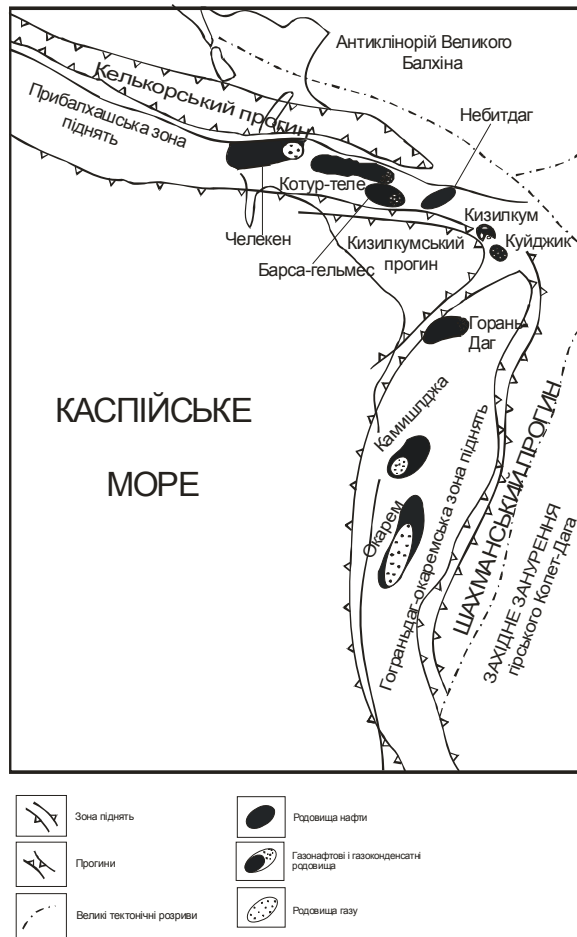 Антиклінорій Великого
Балхіна
Келькорський прогин
Прибалхашська зона
піднять
Небитдаг
Котур-теле
Кизилкум
Челекен
Кизилкумський
прогин
Куйджик
Барса-гельмес
Горань
Даг
КАСПІЙСЬКЕ
МОРЕ
Камишлджа
Окарем
Гограньдаг-окаремська зона піднять
ШАХМАНСЬКЫЙ ПРОГИН
ЗАХІДНЕ ЗАНУРЕННЯ
гірського Копет-Дага
Зона піднять
Родовища нафти
Прогини
Газонафтові і газоконденсатні
родовища
Великі тектонічні розриви
Родовища газу